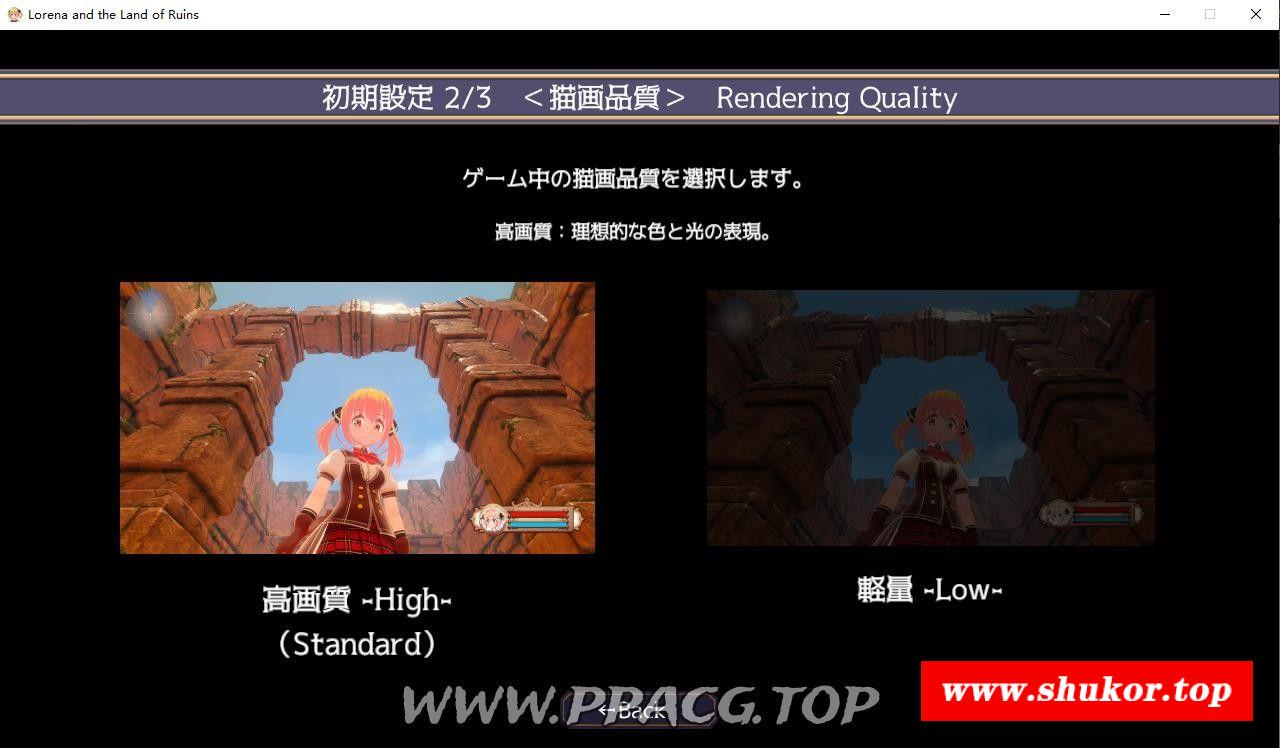 Lorena and the Land of Ruins
初期設定 2/3 ＜描画品質＞ Rendering Quality
ゲーム中の描画品質を選択します。
高画質：理想的な色と光の表現。
高画質 -High-
（Standard）
軽量 -Low-
←Back
WWW.PRACG.TOP
www.shukor.top